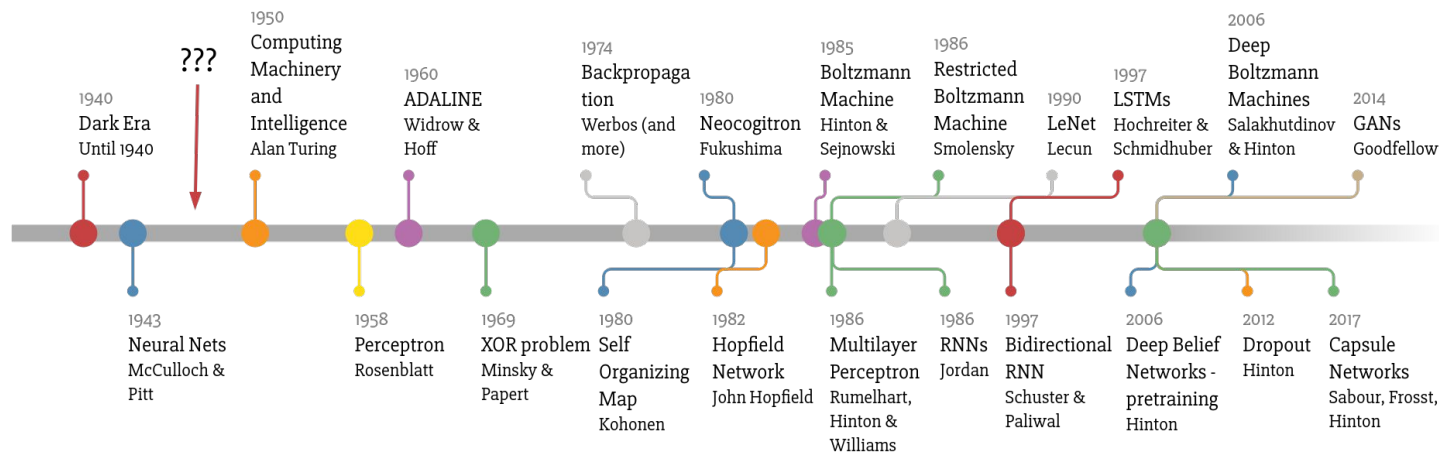 ???
1940
Dark Era
Until 1940
1950
Computing
Machinery
and
Intelligence
Alan Turing
1960
ADALINE
Widrow &
Hoff
1974
Backpropaga
tion
Werbos (and
more)
1980
Neocogitron
Fukushima
1985
Boltzmann
Machine
Hinton &
Sejnowski
1986
Restricted
Boltzmann
Machine
Smolensky
1990
LeNet
Lecun
1997
LSTMs
Hochreiter &
Schmidhuber
2006
Deep
Boltzmann
Machines
Salakhutdinov
& Hinton
2014
GANs
Goodfellow
1943
Neural Nets
McCulloch &
Pitt
1958
Perceptron
Rosenblatt
1969
XOR problem
Minsky &
Papert
1980
Self
Organizing
Map
Kohonen
1982
Hopfield
Network
John Hopfield
1986
Multilayer
Perceptron
Rumelhart,
Hinton &
Williams
1986
RNNs
Jordan
1997
Bidirectional
RNN
Schuster &
Paliwal
2006
Deep Belief
Networks -
pretraining
Hinton
2012
Dropout
Hinton
2017
Capsule
Networks
Sabour, Frosst,
Hinton